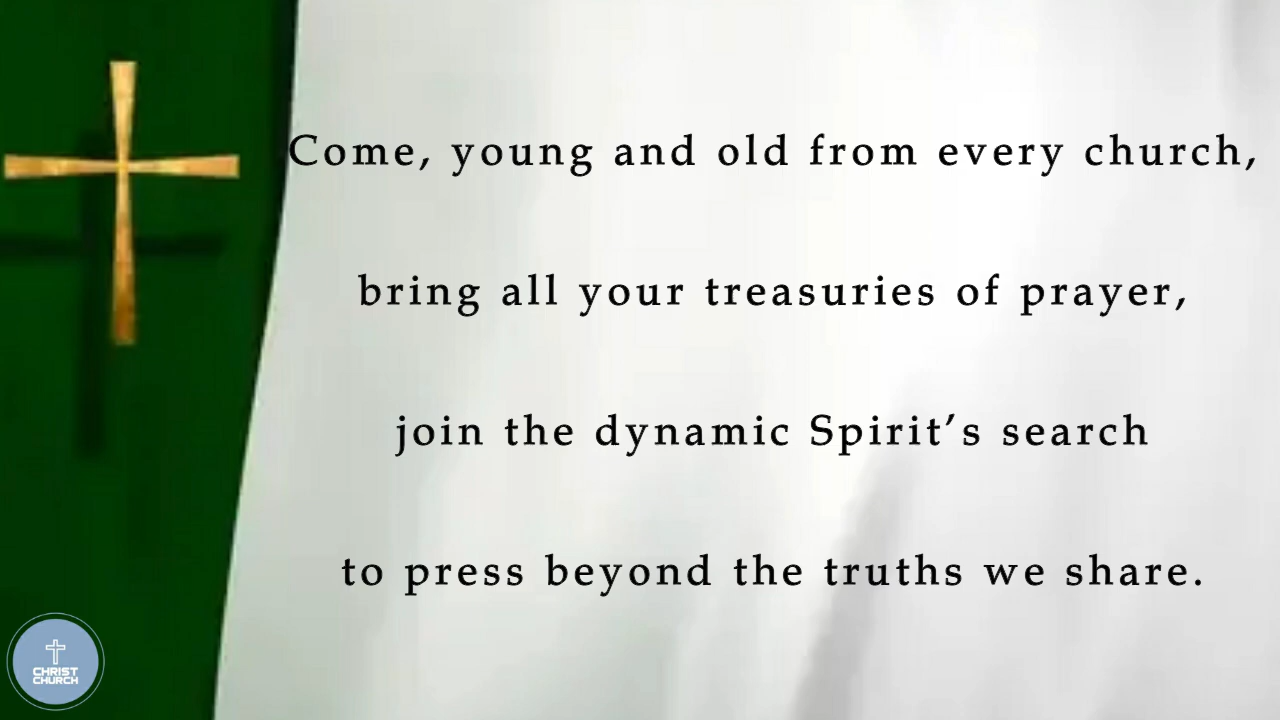 Come, young and old from every church,
bring all your treasuries of prayer,
join the dynamic Spirit’s search
to press beyond the truths we share.
CHRIST
CHURCH